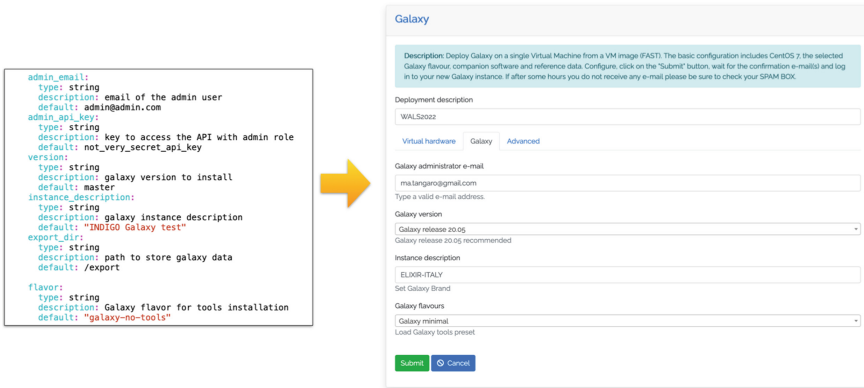 admin_email:
type: string
description: email of the admin user
default: admin@admin.com
admin_api_key:
type: string
description: key to access the API with admin role
default: not_very_secret_api_key
version:
type: string
description: galaxy version to install
default: master
instance_description:
type: string
description: galaxy instance description
default: "INDIGO Galaxy test"
export_dir:
type: string
description: path to store galaxy data
default: /export
flavor:
type: string
description: Galaxy flavor for tools installation
default: "galaxy-no-tools"
Galaxy
Description: Deploy Galaxy on a single Virtual Machine from a VM image (FAST). The basic configuration includes CentOS 7, the selected
Galaxy flavour, companion software and reference data. Configure, click on the "Submit" button, wait for the confirmation e-mail(s) and log
in to your new Galaxy instance. If after some hours you do not receive any e-mail please be sure to check your SPAM BOX.
Deployment description
WALS2022
Virtual hardware Galaxy Advanced
Galaxy administrator e-mail
ma.tangaro@gmail.com
Type a valid e-mail address.
Galaxy version
Galaxy release 20.05
Galaxy release 20.05 recommended
Instance description
ELIXIR-ITALY
Set Galaxy Brand
Galaxy flavours
Galaxy minimal
Load Galaxy tools preset
Submit Cancel